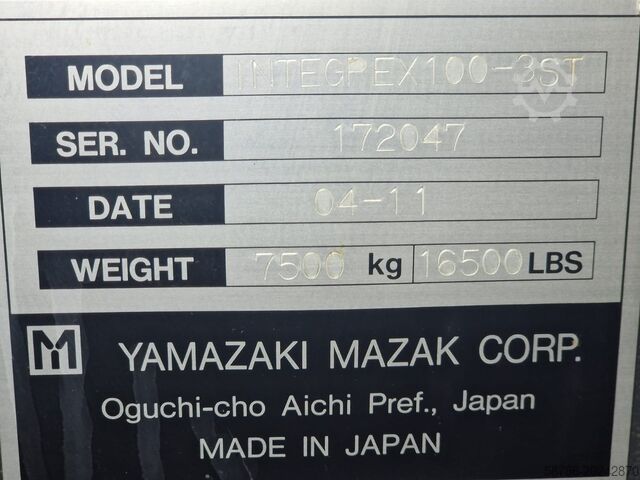 MODEL INTEGREX100-3ST
SER. NO. 172047
DATE 04-11
WEIGHT 7500 kg 16500 LBS
M YAMAZAKI MAZAK CORP.
Oguchi-cho Aichi Pref., Japan
MADE IN JAPAN